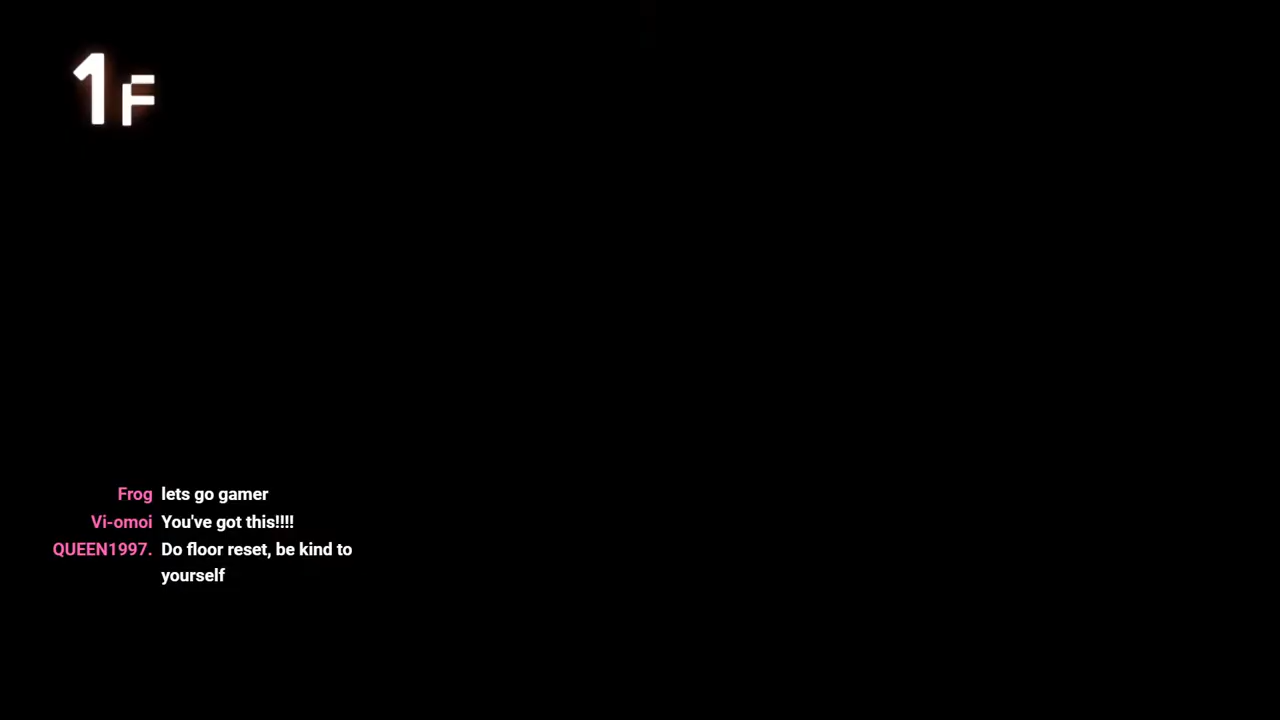 1F
Frog lets go gamer
Vi-omoi You've got this!!!!
QUEEN1997. Do floor reset, be kind to
yourself